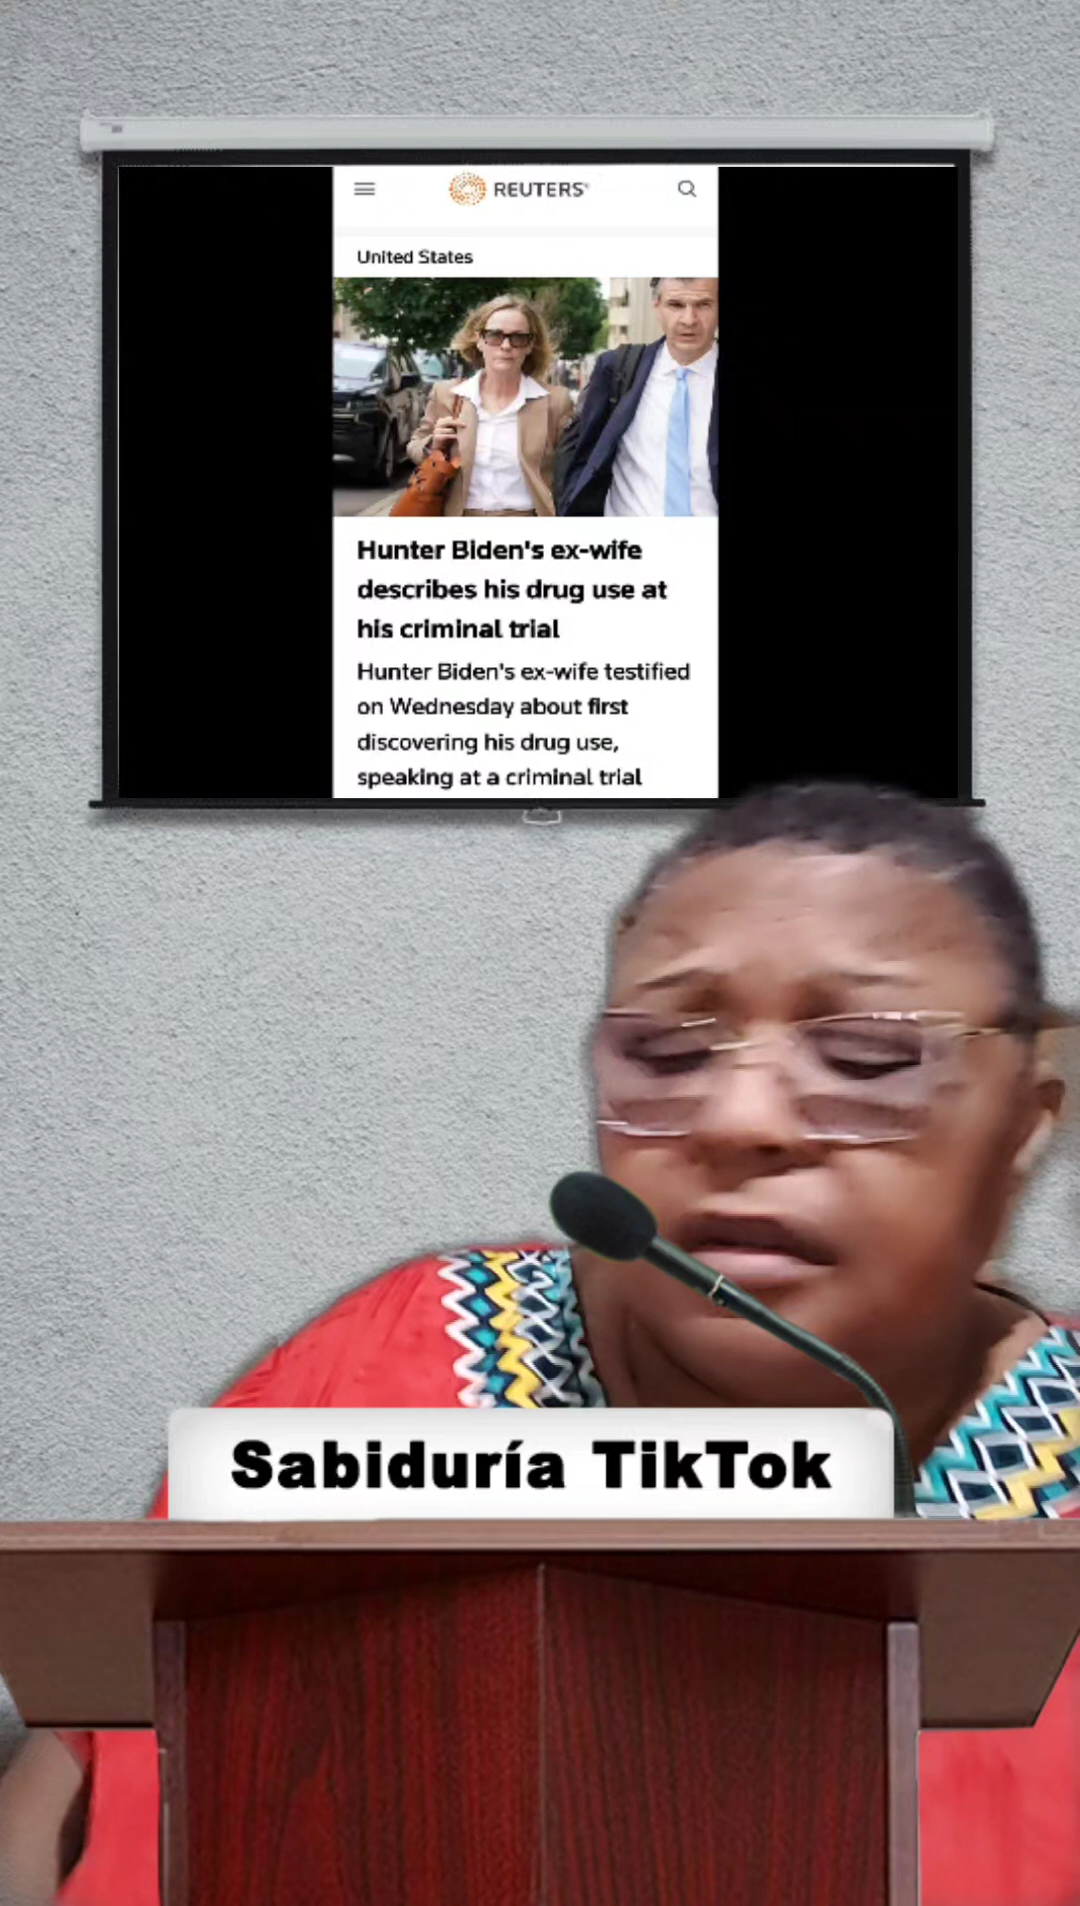 REUTERS
United States
Hunter Biden's ex-wife
describes his drug use at
his criminal trial
Hunter Biden's ex-wife testified
on Wednesday about first
discovering his drug use,
speaking at a criminal trial
Sabiduría TikTok